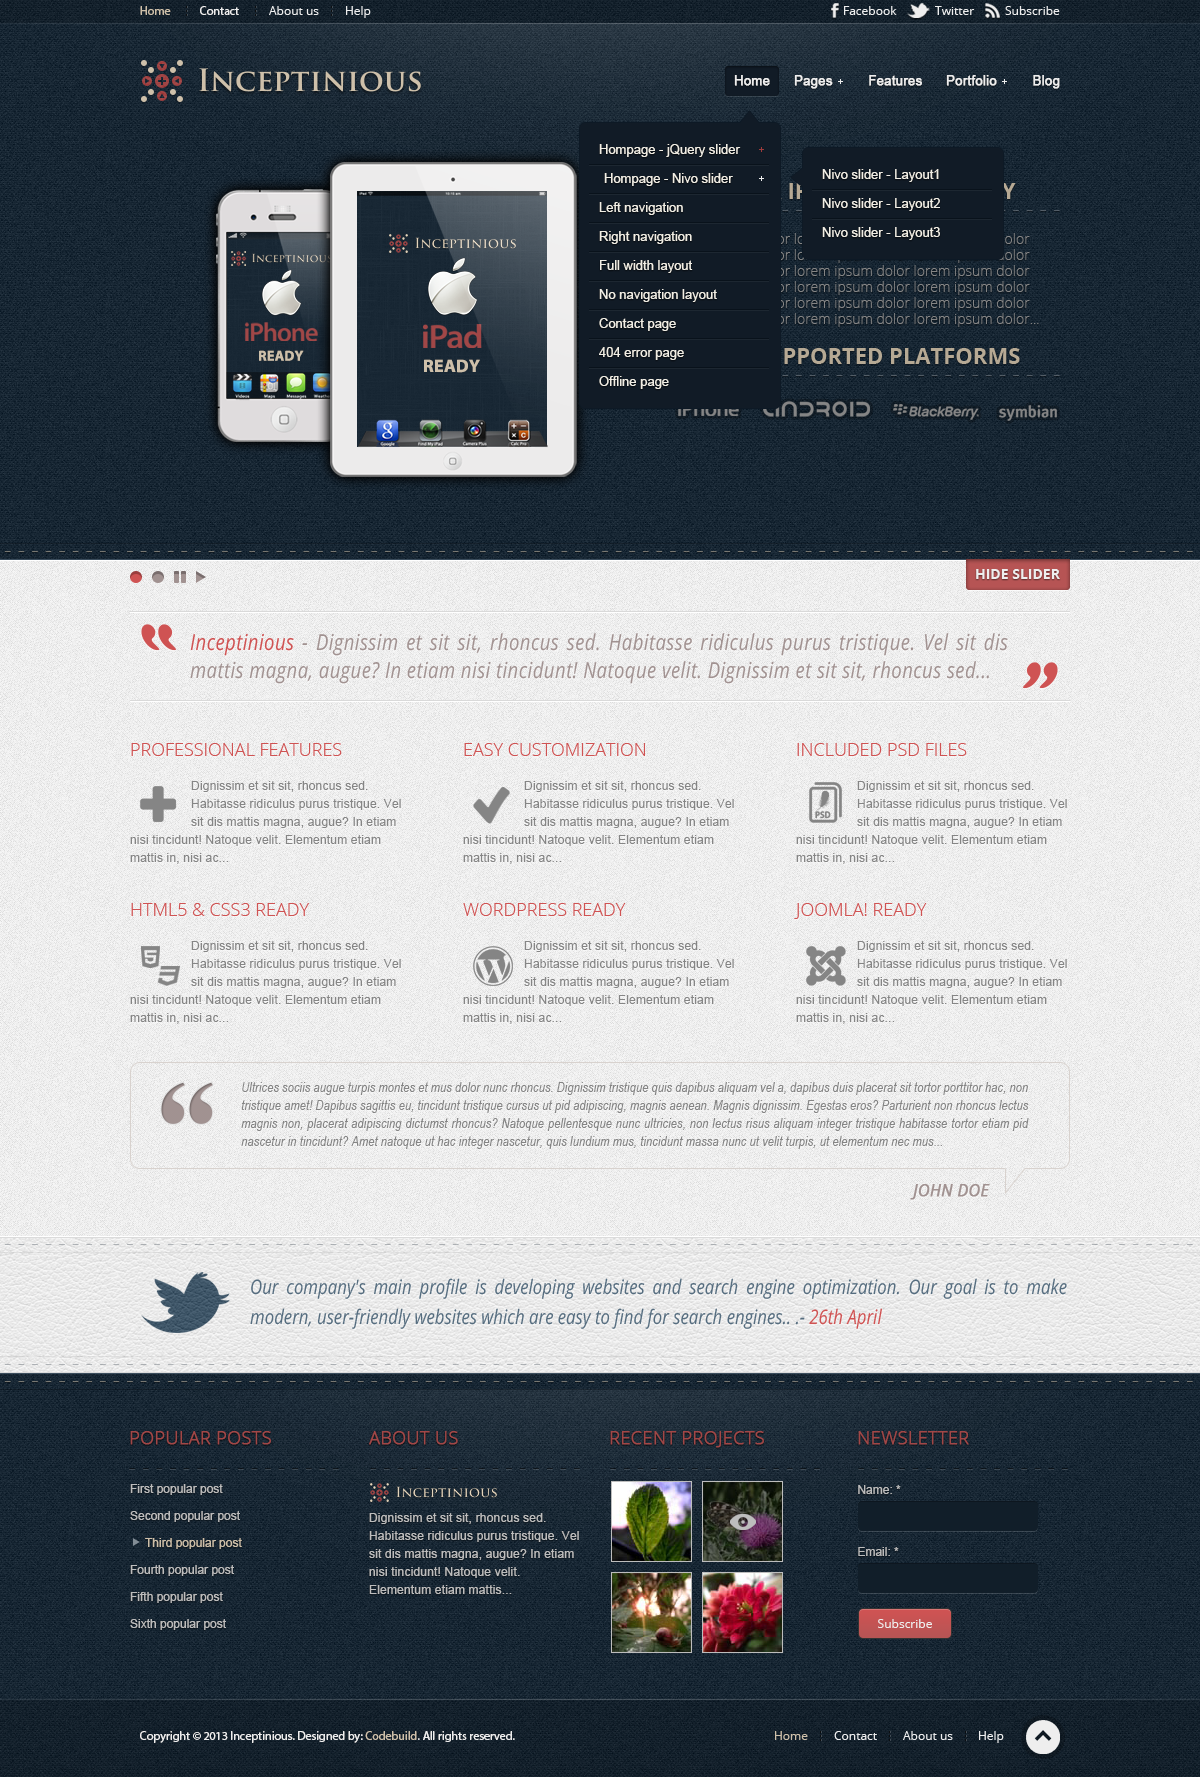 Home Contact About us Help
Facebook Twitter Subscribe
INCEPTINIOUS
Home Pages + Features Portfolio + Blog
Hompage - jQuery slider +
Hompage - Nivo slider +
Left navigation
Right navigation
Full width layout
No navigation layout
Contact page
404 error page
Offline page
Nivo slider - Layout1
Nivo slider - Layout2
Nivo slider - Layout3
INCEPTINIOUS
iPhone
READY
Videos Maps Messages
iPad
INCEPTINIOUS
iPad
READY
Google Find My iPad Camera Plus Calc Pro
lorem ipsum dolor lorem ipsum dolor
lorem ipsum dolor lorem ipsum dolor
lorem ipsum dolor lorem ipsum dolor
lorem ipsum dolor lorem ipsum dolor...
PPORTED PLATFORMS
iPhone ANDROID BlackBerry. symbian
HIDE SLIDER
“ Inceptinious - Dignissim et sit sit, rhoncus sed. Habitasse ridiculus purus tristique. Vel sit dis
mattis magna, augue? In etiam nisi tincidunt! Natoque velit. Dignissim et sit sit, rhoncus sed... ”
PROFESSIONAL FEATURES
Dignissim et sit sit, rhoncus sed.
Habitasse ridiculus purus tristique. Vel
sit dis mattis magna, augue? In etiam
nisi tincidunt! Natoque velit. Elementum etiam
mattis in, nisi ac...
EASY CUSTOMIZATION
Dignissim et sit sit, rhoncus sed.
Habitasse ridiculus purus tristique. Vel
sit dis mattis magna, augue? In etiam
nisi tincidunt! Natoque velit. Elementum etiam
mattis in, nisi ac...
INCLUDED PSD FILES
PSD
Dignissim et sit sit, rhoncus sed.
Habitasse ridiculus purus tristique. Vel
sit dis mattis magna, augue? In etiam
nisi tincidunt! Natoque velit. Elementum etiam
mattis in, nisi ac...
HTML5 & CSS3 READY
5
3
Dignissim et sit sit, rhoncus sed.
Habitasse ridiculus purus tristique. Vel
sit dis mattis magna, augue? In etiam
nisi tincidunt! Natoque velit. Elementum etiam
mattis in, nisi ac...
WORDPRESS READY
W
Dignissim et sit sit, rhoncus sed.
Habitasse ridiculus purus tristique. Vel
sit dis mattis magna, augue? In etiam
nisi tincidunt! Natoque velit. Elementum etiam
mattis in, nisi ac...
JOOMLA! READY
Dignissim et sit sit, rhoncus sed.
Habitasse ridiculus purus tristique. Vel
sit dis mattis magna, augue? In etiam
nisi tincidunt! Natoque velit. Elementum etiam
mattis in, nisi ac...
“ Ultrices sociis augue turpis montes et mus dolor nunc rhoncus. Dignissim tristique quis dapibus aliquam vel a, dapibus duis placerat sit tortor porttitor hac, non
tristique amet! Dapibus sagittis eu, tincidunt tristique cursus ut pid adipiscing, magnis aenean. Magnis dignissim. Egestas eros? Parturient non rhoncus lectus
magnis non, placerat adipiscing dictumst rhoncus? Natoque pellentesque nunc ultricies, non lectus risus aliquam integer tristique habitasse tortor etiam pid
nascetur in tincidunt? Amet natoque ut hac integer nascetur, quis lundium mus, tincidunt massa nunc ut velit turpis, ut elementum nec mus...
JOHN DOE
Our company's main profile is developing websites and search engine optimization. Our goal is to make
modern, user-friendly websites which are easy to find for search engines.. .- 26th April
POPULAR POSTS
First popular post
Second popular post
Third popular post
Fourth popular post
Fifth popular post
Sixth popular post
ABOUT US
INCEPTINIOUS
Dignissim et sit sit, rhoncus sed.
Habitasse ridiculus purus tristique. Vel
sit dis mattis magna, augue? In etiam
nisi tincidunt! Natoque velit.
Elementum etiam mattis...
RECENT PROJECTS
NEWSLETTER
Name: *
Email: *
Subscribe
Copyright © 2013 Inceptinious. Designed by: Codebuild. All rights reserved.
Home Contact About us Help